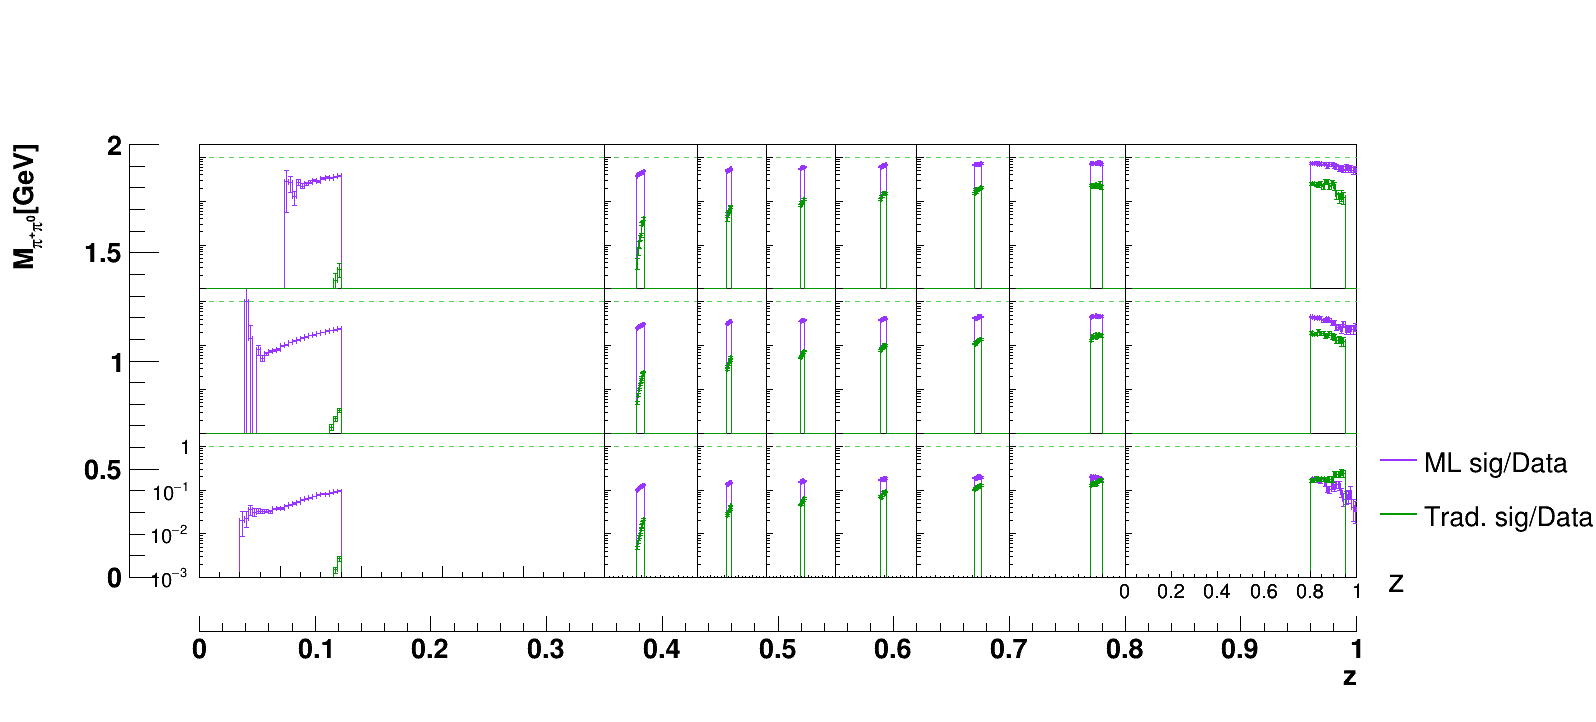 M π⁺π⁰ [GeV]
2
1.5
1
0.5
0
1
10⁻¹
10⁻²
10⁻³
ML sig/Data
Trad. sig/Data
0 0.2 0.4 0.6 0.8 1 z
0 0.1 0.2 0.3 0.4 0.5 0.6 0.7 0.8 0.9 1
z